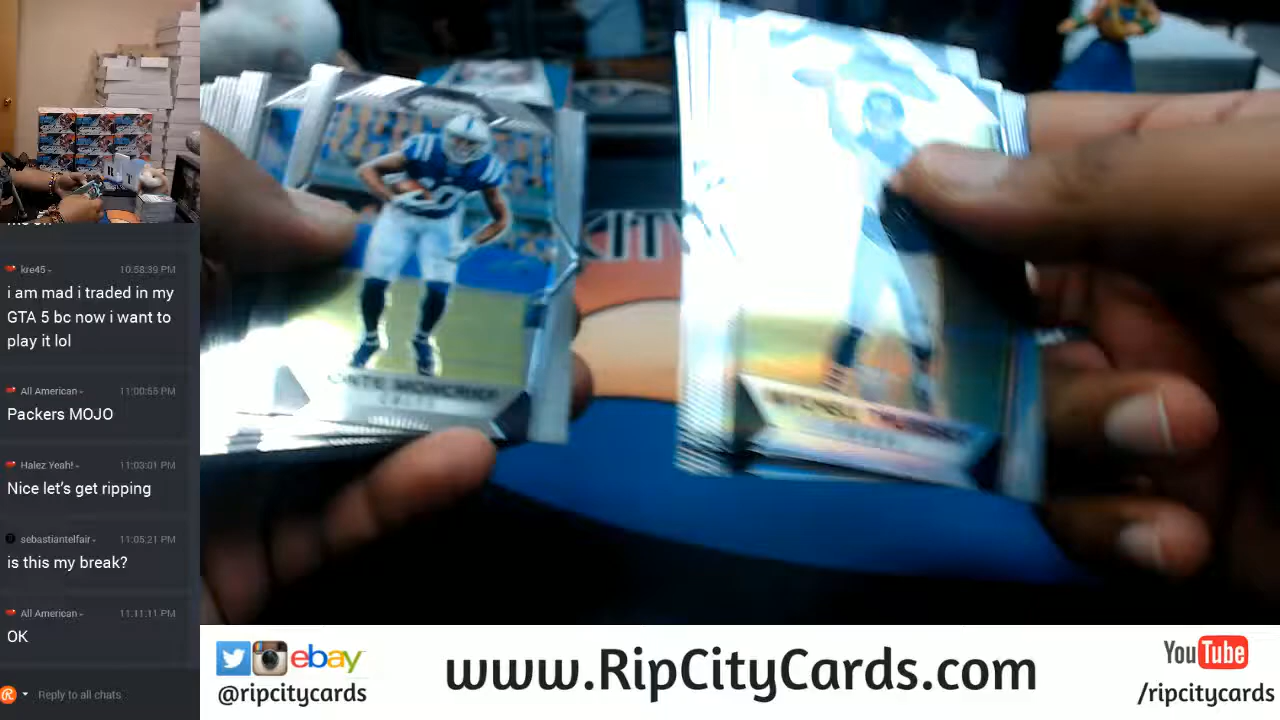 kre45 - 10:58:39 PM
i am mad i traded in my
GTA 5 bc now i want to
play it lol
All American - 11:00:55 PM
Packers MOJO
Halez Yeah! - 11:03:01 PM
Nice let's get ripping
sebastiantelfair - 11:05:21 PM
is this my break?
All American - 11:11:11 PM
OK
Reply to all chats
MONCRIEF
COLTS
CITY
ebay
@ripcitycards
www.RipCityCards.com
YouTube
/ripcitycards